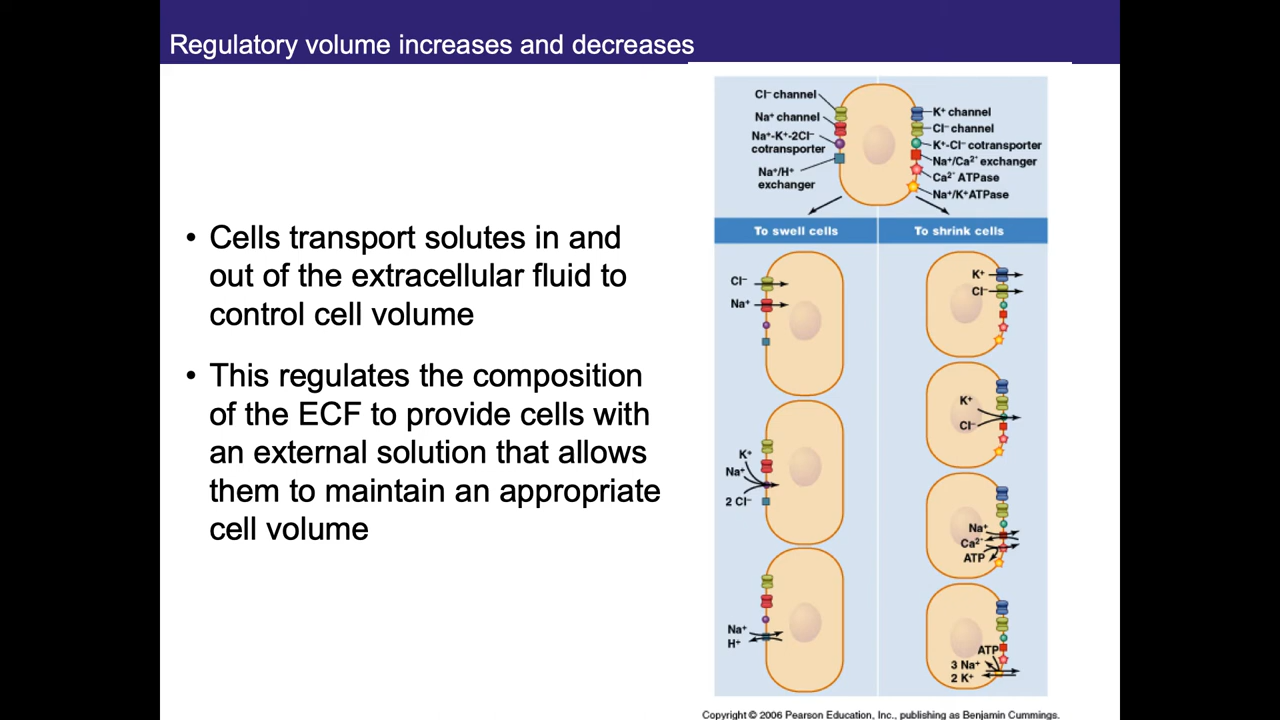 Regulatory volume increases and decreases
• Cells transport solutes in and
out of the extracellular fluid to
control cell volume
• This regulates the composition
of the ECF to provide cells with
an external solution that allows
them to maintain an appropriate
cell volume
Cl⁻ channel
Na⁺ channel
Na⁺-K⁺-2Cl⁻
cotransporter
Na⁺/H⁺
exchanger
K⁺ channel
Cl⁻ channel
K⁺-Cl⁻ cotransporter
Na⁺/Ca²⁺ exchanger
Ca²⁺ ATPase
Na⁺/K⁺ATPase
To swell cells
Cl⁻
Na⁺
K⁺
Na⁺
2 Cl⁻
Na⁺
H⁺
To shrink cells
K⁺
Cl⁻
K⁺
Cl⁻
Na⁺
Ca²⁺
ATP
ATP
3 Na⁺
2 K⁺
Copyright © 2006 Pearson Education, Inc., publishing as Benjamin Cummings.